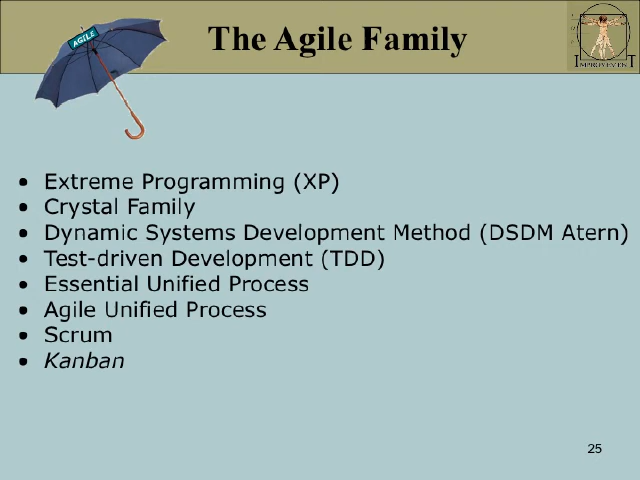 AGILE
The Agile Family
IMPROVEMENT
• Extreme Programming (XP)
• Crystal Family
• Dynamic Systems Development Method (DSDM Atern)
• Test-driven Development (TDD)
• Essential Unified Process
• Agile Unified Process
• Scrum
• Kanban
25